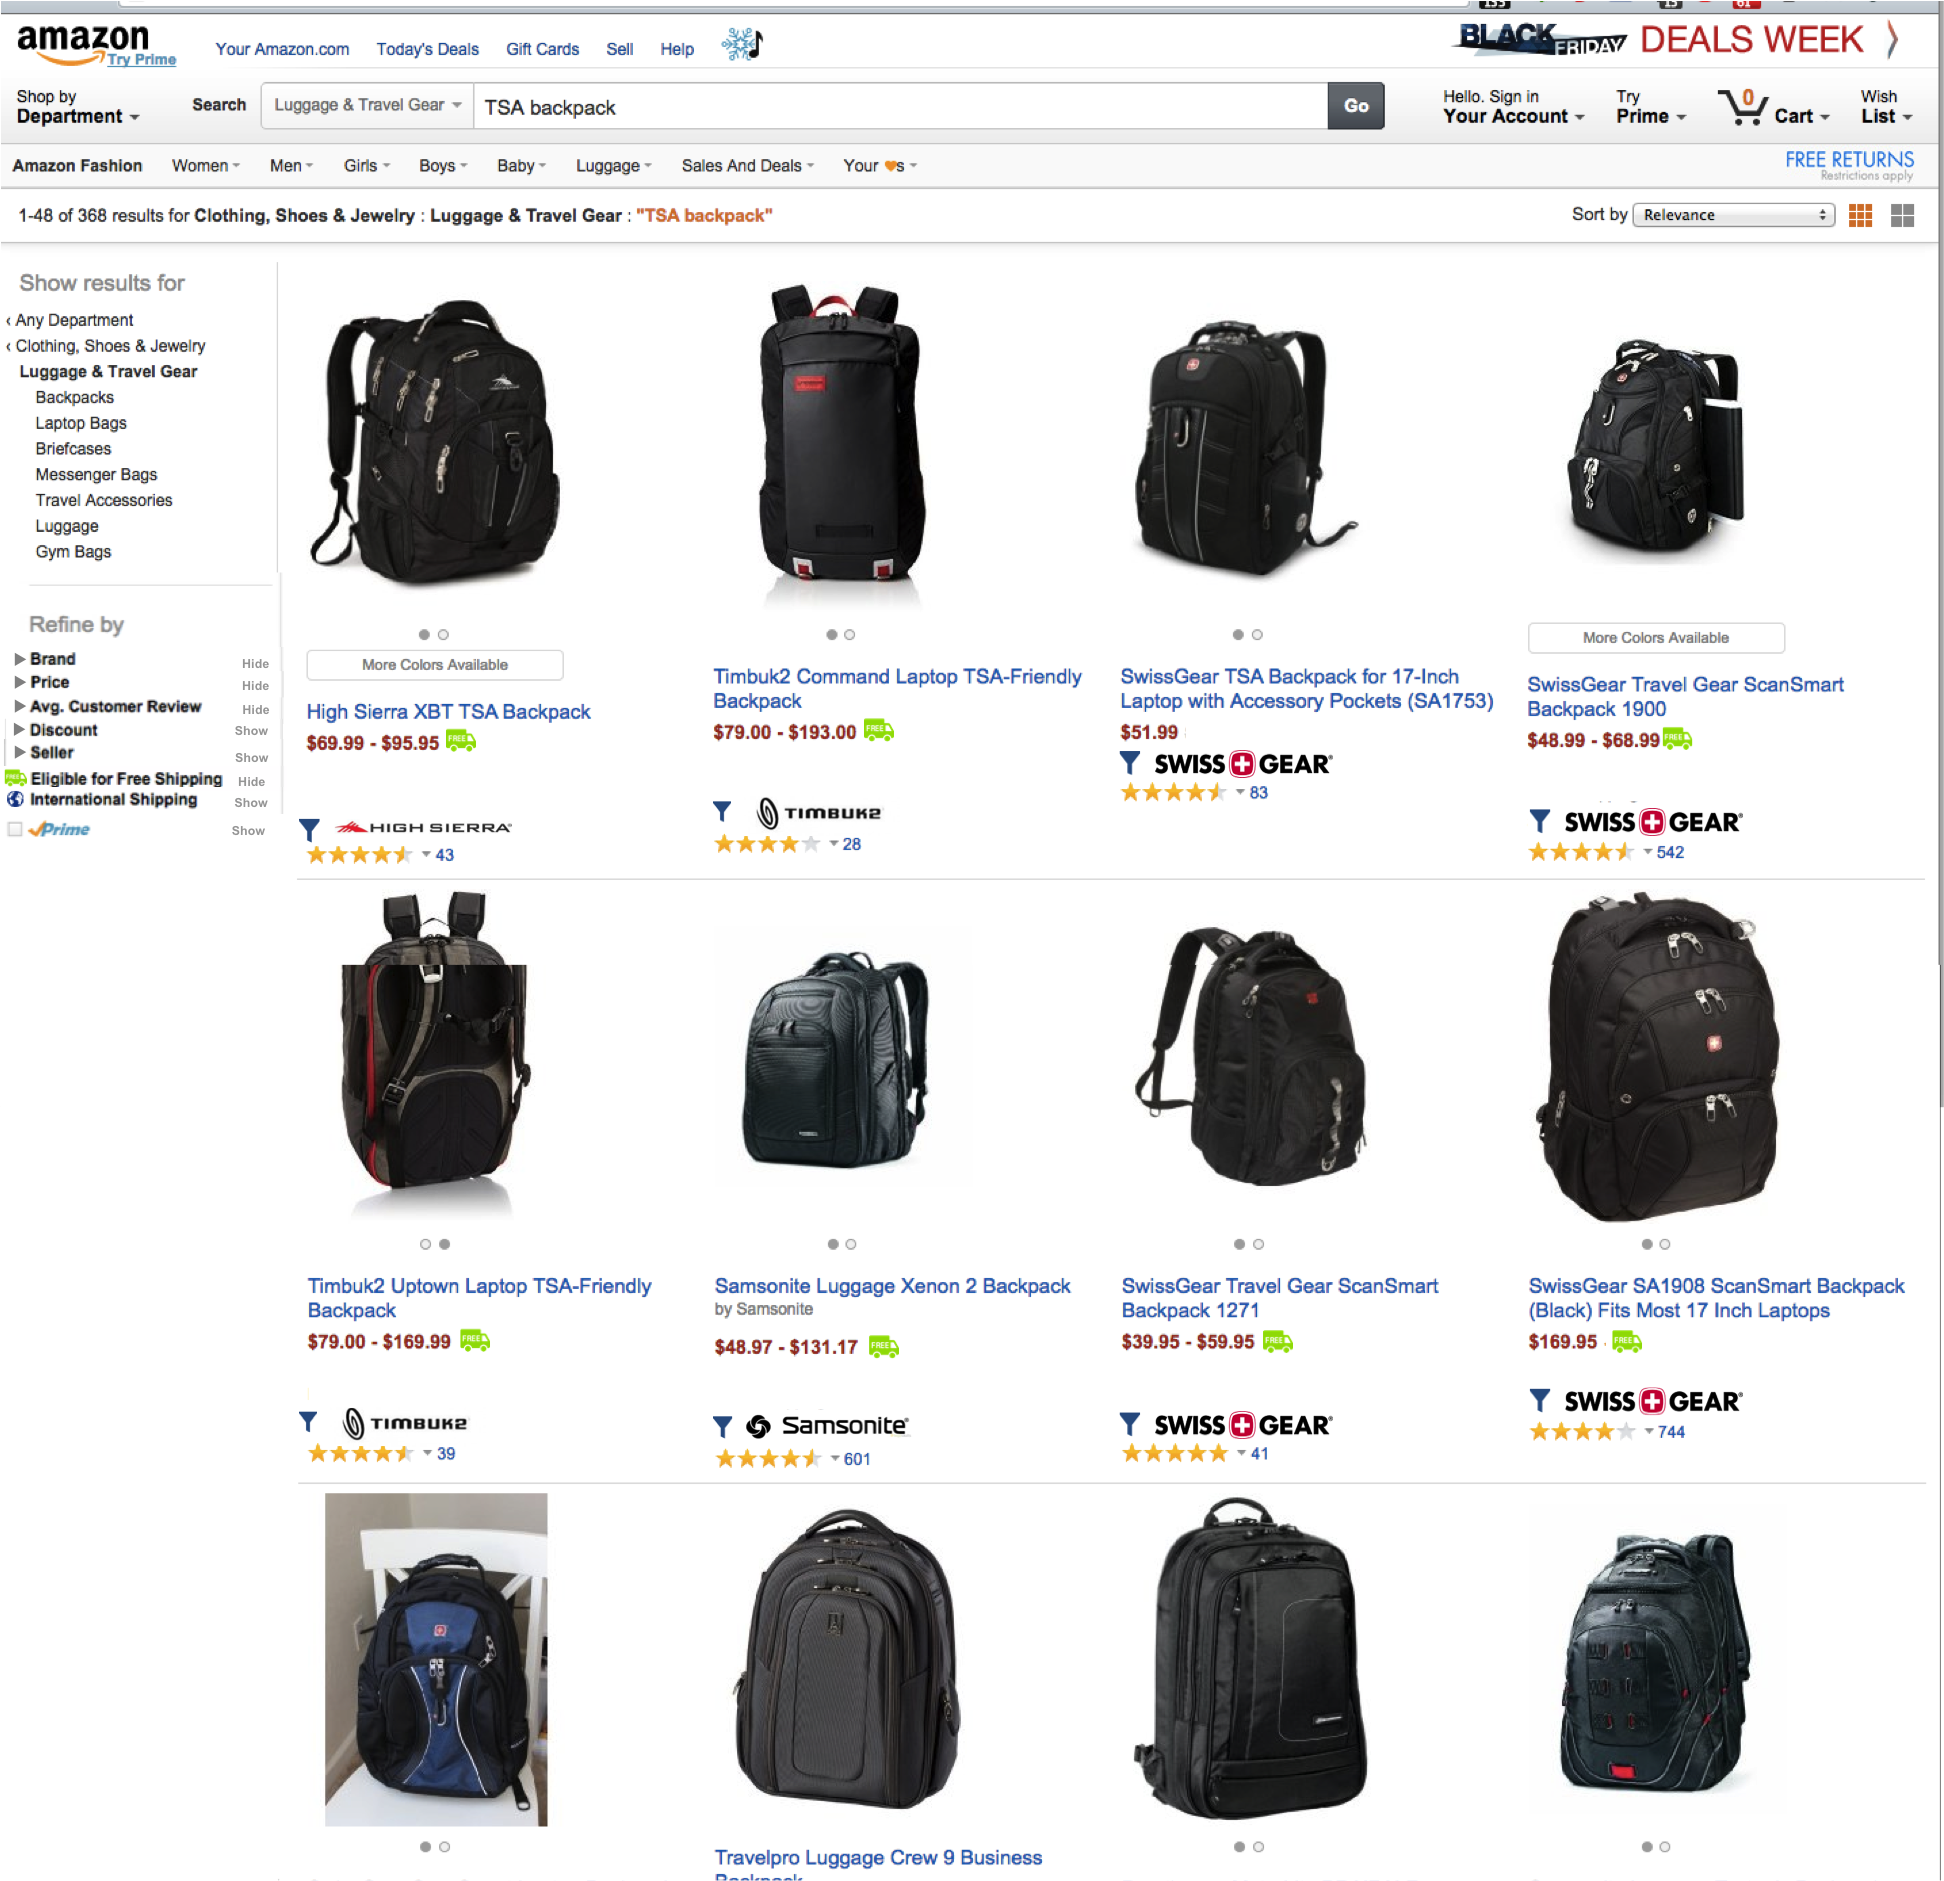 amazon
Try Prime
Your Amazon.com Today's Deals Gift Cards Sell Help
BLACK FRIDAY DEALS WEEK
Shop by
Department
Search
Luggage & Travel Gear
TSA backpack
Go
Hello. Sign in
Your Account
Try
Prime
0
Cart
Wish
List
Amazon Fashion Women Men Girls Boys Baby Luggage Sales And Deals Your s
FREE RETURNS
Restrictions apply
1-48 of 368 results for Clothing, Shoes & Jewelry : Luggage & Travel Gear : "TSA backpack"
Sort by Relevance
Show results for
‹ Any Department
‹ Clothing, Shoes & Jewelry
Luggage & Travel Gear
Backpacks
Laptop Bags
Briefcases
Messenger Bags
Travel Accessories
Luggage
Gym Bags
Refine by
Brand Hide
Price Hide
Avg. Customer Review Hide
Discount Show
Seller Show
FREE Eligible for Free Shipping Hide
International Shipping Show
Prime Show
More Colors Available
High Sierra XBT TSA Backpack
$69.99 - $95.95 FREE
HIGH SIERRA
43
Timbuk2 Command Laptop TSA-Friendly
Backpack
$79.00 - $193.00 FREE
TIMBUK2
28
SwissGear TSA Backpack for 17-Inch
Laptop with Accessory Pockets (SA1753)
$51.99
SWISS GEAR
83
More Colors Available
SwissGear Travel Gear ScanSmart
Backpack 1900
$48.99 - $68.99 FREE
SWISS GEAR
542
Timbuk2 Uptown Laptop TSA-Friendly
Backpack
$79.00 - $169.99 FREE
TIMBUK2
39
Samsonite Luggage Xenon 2 Backpack
by Samsonite
$48.97 - $131.17 FREE
Samsonite
601
SwissGear Travel Gear ScanSmart
Backpack 1271
$39.95 - $59.95 FREE
SWISS GEAR
41
SwissGear SA1908 ScanSmart Backpack
(Black) Fits Most 17 Inch Laptops
$169.95 FREE
SWISS GEAR
744
Travelpro Luggage Crew 9 Business
Backpack